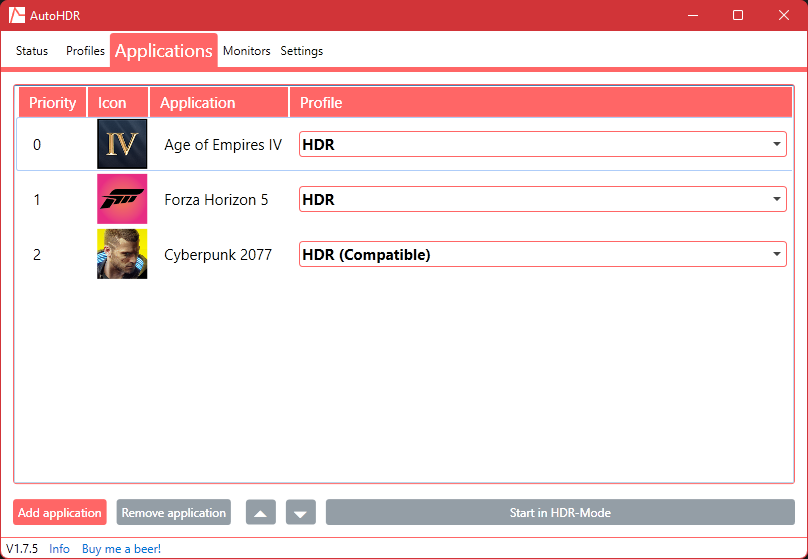 AutoHDR
Status Profiles Applications Monitors Settings
Priority Icon Application Profile
0 IV Age of Empires IV HDR
1 Forza Horizon 5 HDR
2 Cyberpunk 2077 HDR (Compatible)
Add application Remove application Start in HDR-Mode
V1.7.5 Info Buy me a beer!